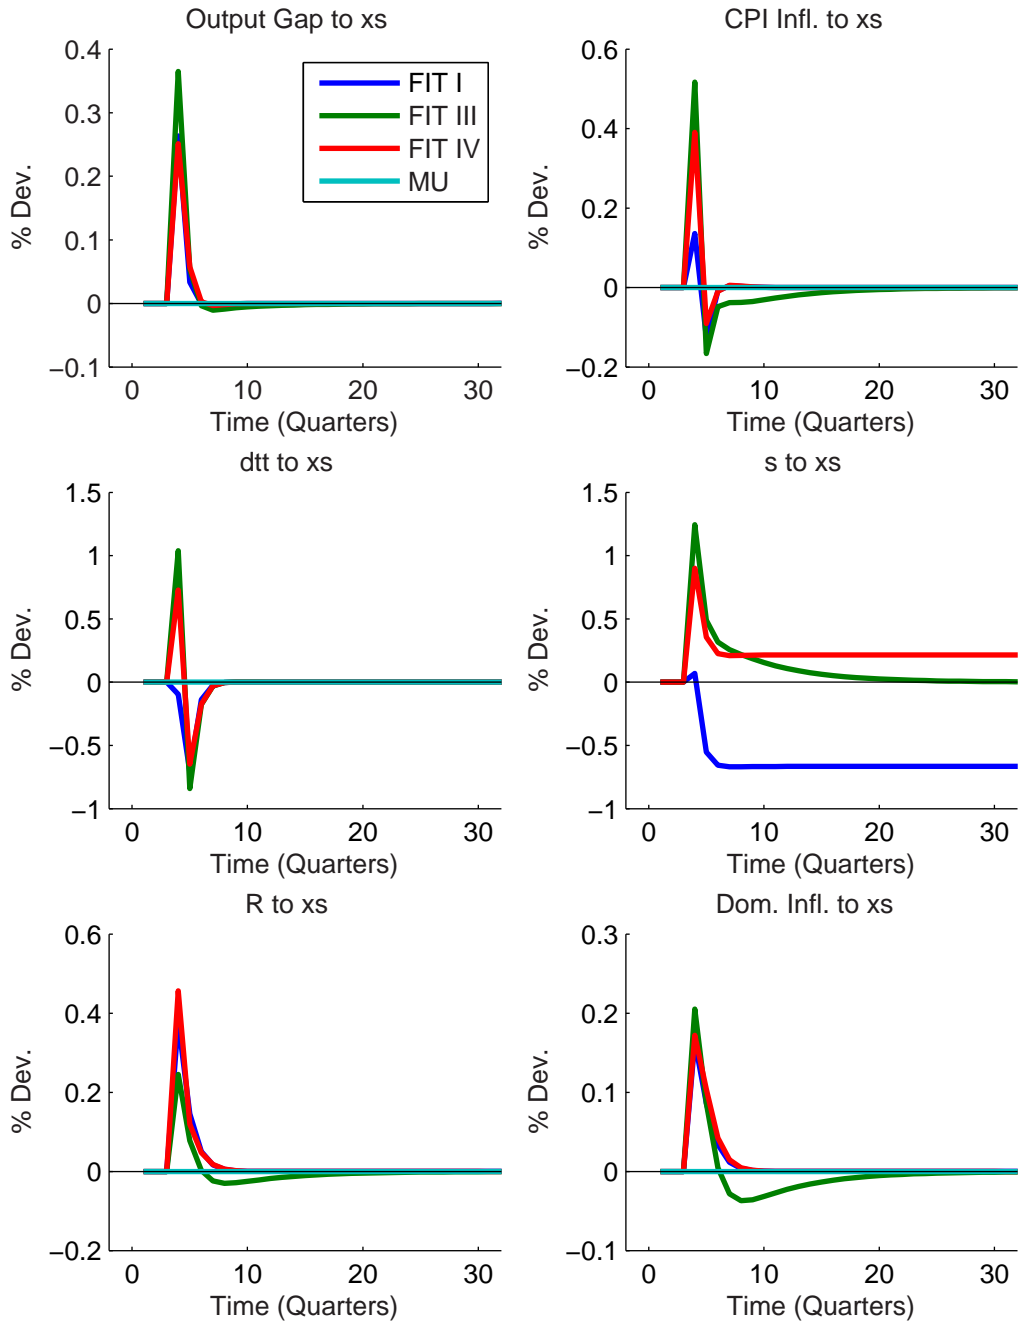 Output Gap to xs
0.4
0.3
0.2
0.1
0
−0.1
% Dev.
FIT I
FIT III
FIT IV
MU
0 10 20 30
Time (Quarters)
CPI Infl. to xs
0.6
0.4
0.2
0
−0.2
% Dev.
0 10 20 30
Time (Quarters)
dtt to xs
1.5
1
0.5
0
−0.5
−1
% Dev.
0 10 20 30
Time (Quarters)
s to xs
1.5
1
0.5
0
−0.5
−1
% Dev.
0 10 20 30
Time (Quarters)
R to xs
0.6
0.4
0.2
0
−0.2
% Dev.
0 10 20 30
Time (Quarters)
Dom. Infl. to xs
0.3
0.2
0.1
0
−0.1
% Dev.
0 10 20 30
Time (Quarters)